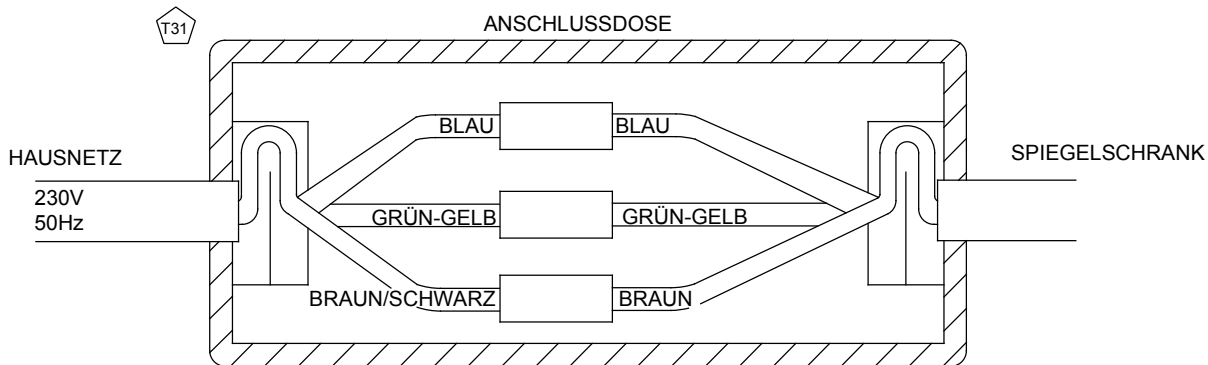 T31
ANSCHLUSSDOSE
BLAU
BLAU
HAUSNETZ
SPIEGELSCHRANK
230V
50Hz
GRÜN-GELB
GRÜN-GELB
BRAUN/SCHWARZ
BRAUN